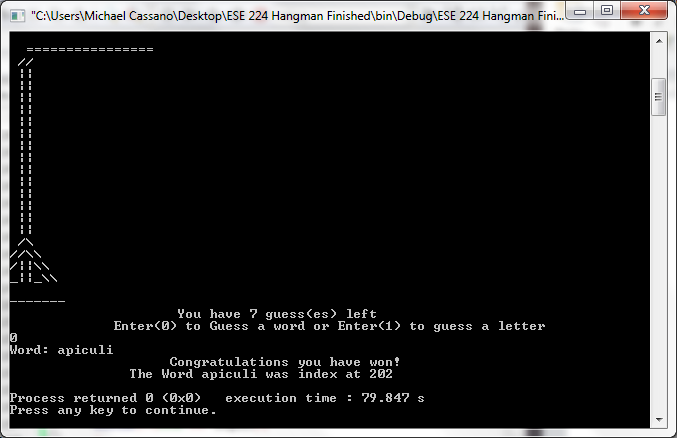 "C:\Users\Michael Cassano\Desktop\ESE 224 Hangman Finished\bin\Debug\ESE 224 Hangman Fini...
You have 7 guess(es) left
Enter(0) to Guess a word or Enter(1) to guess a letter
0
Word: apiculi
Congratulations you have won!
The Word apiculi was index at 202
Process returned 0 (0x0)   execution time : 79.847 s
Press any key to continue.